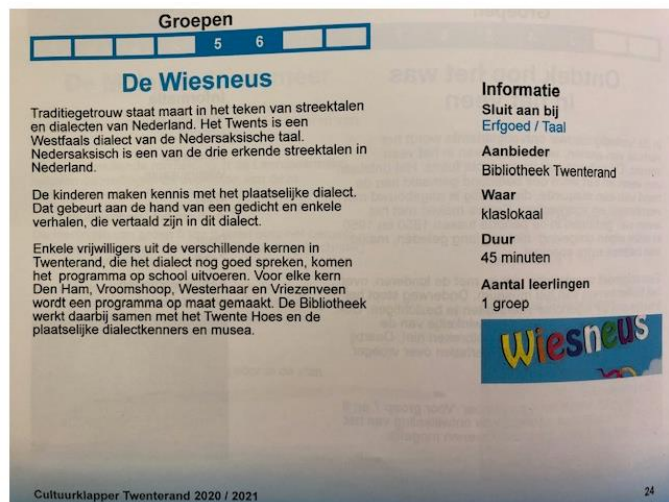 Groepen
5 6
De Wiesneus
Traditiegetrouw staat maart in het teken van streektalen
en dialecten van Nederland. Het Twents is een
Westfaals dialect van de Nedersaksische taal.
Nedersaksisch is een van de drie erkende streektalen in
Nederland.
De kinderen maken kennis met het plaatselijke dialect.
Dat gebeurt aan de hand van een gedicht en enkele
verhalen, die vertaald zijn in dit dialect.
Enkele vrijwilligers uit de verschillende kernen in
Twenterand, die het dialect nog goed spreken, komen
het programma op school uitvoeren. Voor elke kern
Den Ham, Vroomshoop, Westerhaar en Vriezenveen
wordt een programma op maat gemaakt. De Bibliotheek
werkt daarbij samen met het Twente Hoes en de
plaatselijke dialectkenners en musea.
Informatie
Sluit aan bij
Erfgoed / Taal
Aanbieder
Bibliotheek Twenterand
Waar
klaslokaal
Duur
45 minuten
Aantal leerlingen
1 groep
Wiesneus
Cultuurklapper Twenterand 2020 / 2021
24